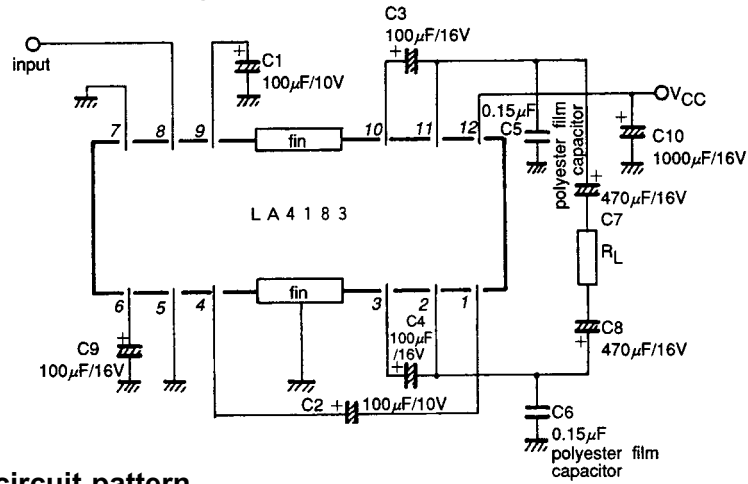 C3
100μF/16V
input
C1
100μF/10V
VCC
7
8
9
10
11
12
0.15μF
C5
polyester film
capacitor
C10
1000μF/16V
fin
470μF/16V
C7
LA4183
RL
fin
6
5
4
3
2
1
C9
100μF/16V
C4
100μF
/16V
C8
470μF/16V
C2
100μF/10V
C6
0.15μF
polyester film
capacitor
circuit pattern